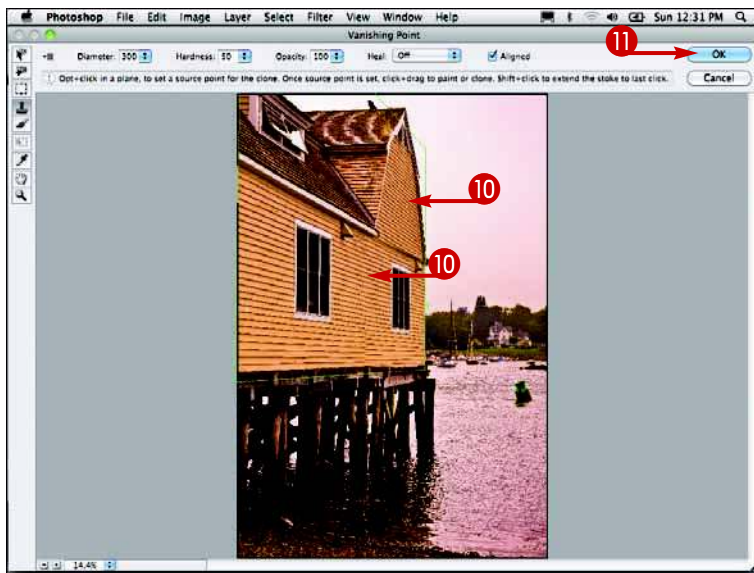 Photoshop File Edit Image Layer Select Filter View Window Help Sun 12:31 PM
Vanishing Point
Diameter: 300 Hardness: 50 Opacity: 100 Heal: Off Aligned OK
Opt+click in a plane, to set a source point for the clone. Once source point is set, click+drag to paint or clone. Shift+click to extend the stoke to last click. Cancel
11
10
10
14.4%